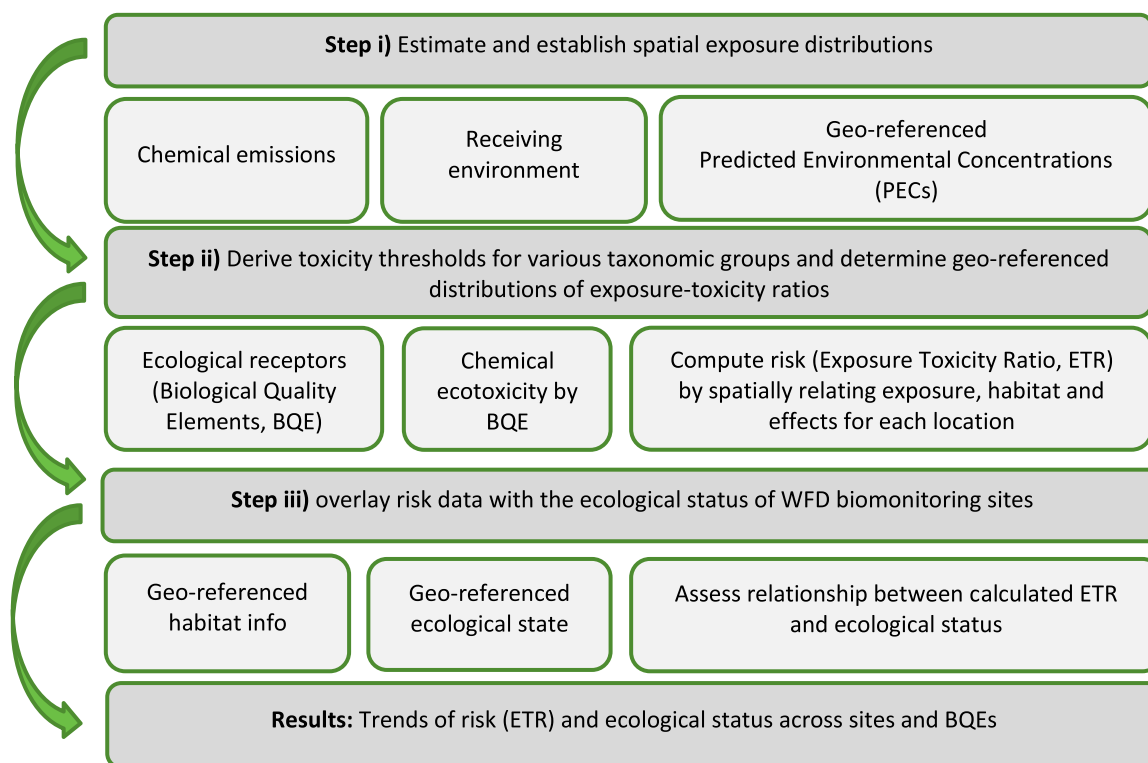 Step i) Estimate and establish spatial exposure distributions
Chemical emissions
Receiving
environment
Geo-referenced
Predicted Environmental Concentrations
(PECs)
Step ii) Derive toxicity thresholds for various taxonomic groups and determine geo-referenced
distributions of exposure-toxicity ratios
Ecological receptors
(Biological Quality
Elements, BQE)
Chemical
ecotoxicity by
BQE
Compute risk (Exposure Toxicity Ratio, ETR)
by spatially relating exposure, habitat and
effects for each location
Step iii) overlay risk data with the ecological status of WFD biomonitoring sites
Geo-referenced
habitat info
Geo-referenced
ecological state
Assess relationship between calculated ETR
and ecological status
Results: Trends of risk (ETR) and ecological status across sites and BQEs